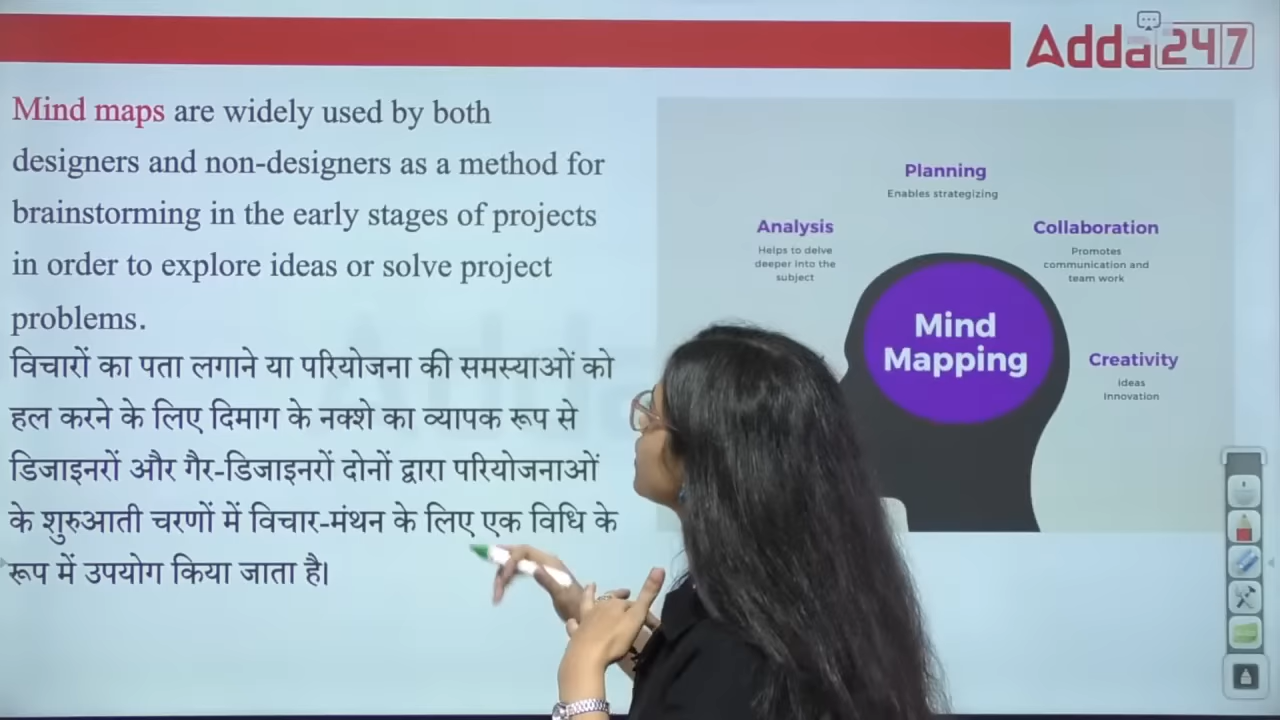 Adda247
Mind maps are widely used by both
designers and non-designers as a method for
brainstorming in the early stages of projects
in order to explore ideas or solve project
problems.
विचारों का पता लगाने या परियोजना की समस्याओं को
हल करने के लिए दिमाग के नक्शे का व्यापक रूप से
डिजाइनरों और गैर-डिजाइनरों दोनों द्वारा परियोजनाओं
के शुरुआती चरणों में विचार-मंथन के लिए एक विधि के
रूप में उपयोग किया जाता है।
Planning
Enables strategizing
Analysis
Helps to delve
deeper into the
subject
Collaboration
Promotes
communication and
team work
Mind
Mapping
Creativity
Ideas
Innovation